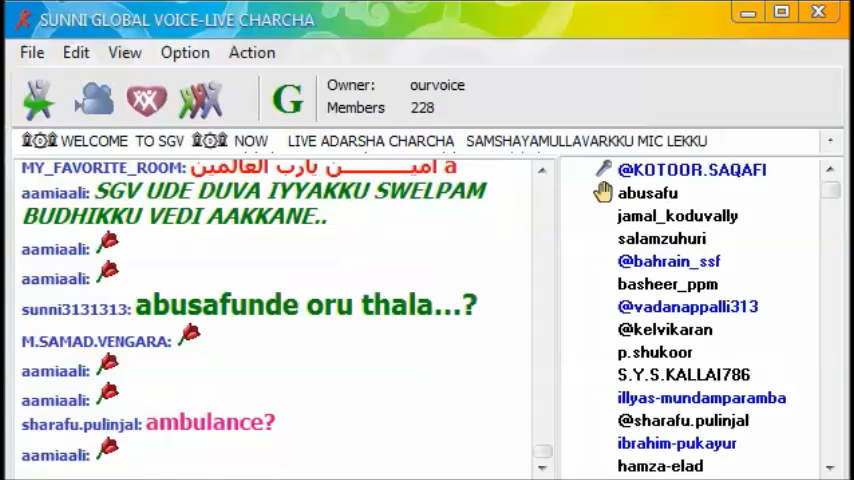 SUNNI GLOBAL VOICE-LIVE CHARCHA
File Edit View Option Action
G
Owner: ourvoice
Members 228
WELCOME TO SGV NOW LIVE ADARSHA CHARCHA SAMSHAYAMULLAVARKKU MIC LEKKU
MY_FAVORITE_ROOM: اميـــــــــن يارب العالمين a
aamiaali: SGV UDE DUVA IYYAKKU SWELPAM
BUDHIKKU VEDI AAKKANE..
aamiaali:
aamiaali:
sunni3131313: abusafunde oru thala...?
M.SAMAD.VENGARA:
aamiaali:
aamiaali:
sharafu.pulinjal: ambulance?
aamiaali:
@KOTOOR.SAQAFI
abusafu
jamal_koduvally
salamzuhuri
@bahrain_ssf
basheer_ppm
@vadanappalli313
@kelvikaran
p.shukoor
S.Y.S.KALLAI786
illyas-mundamparamba
@sharafu.pulinjal
ibrahim-pukayur
hamza-elad